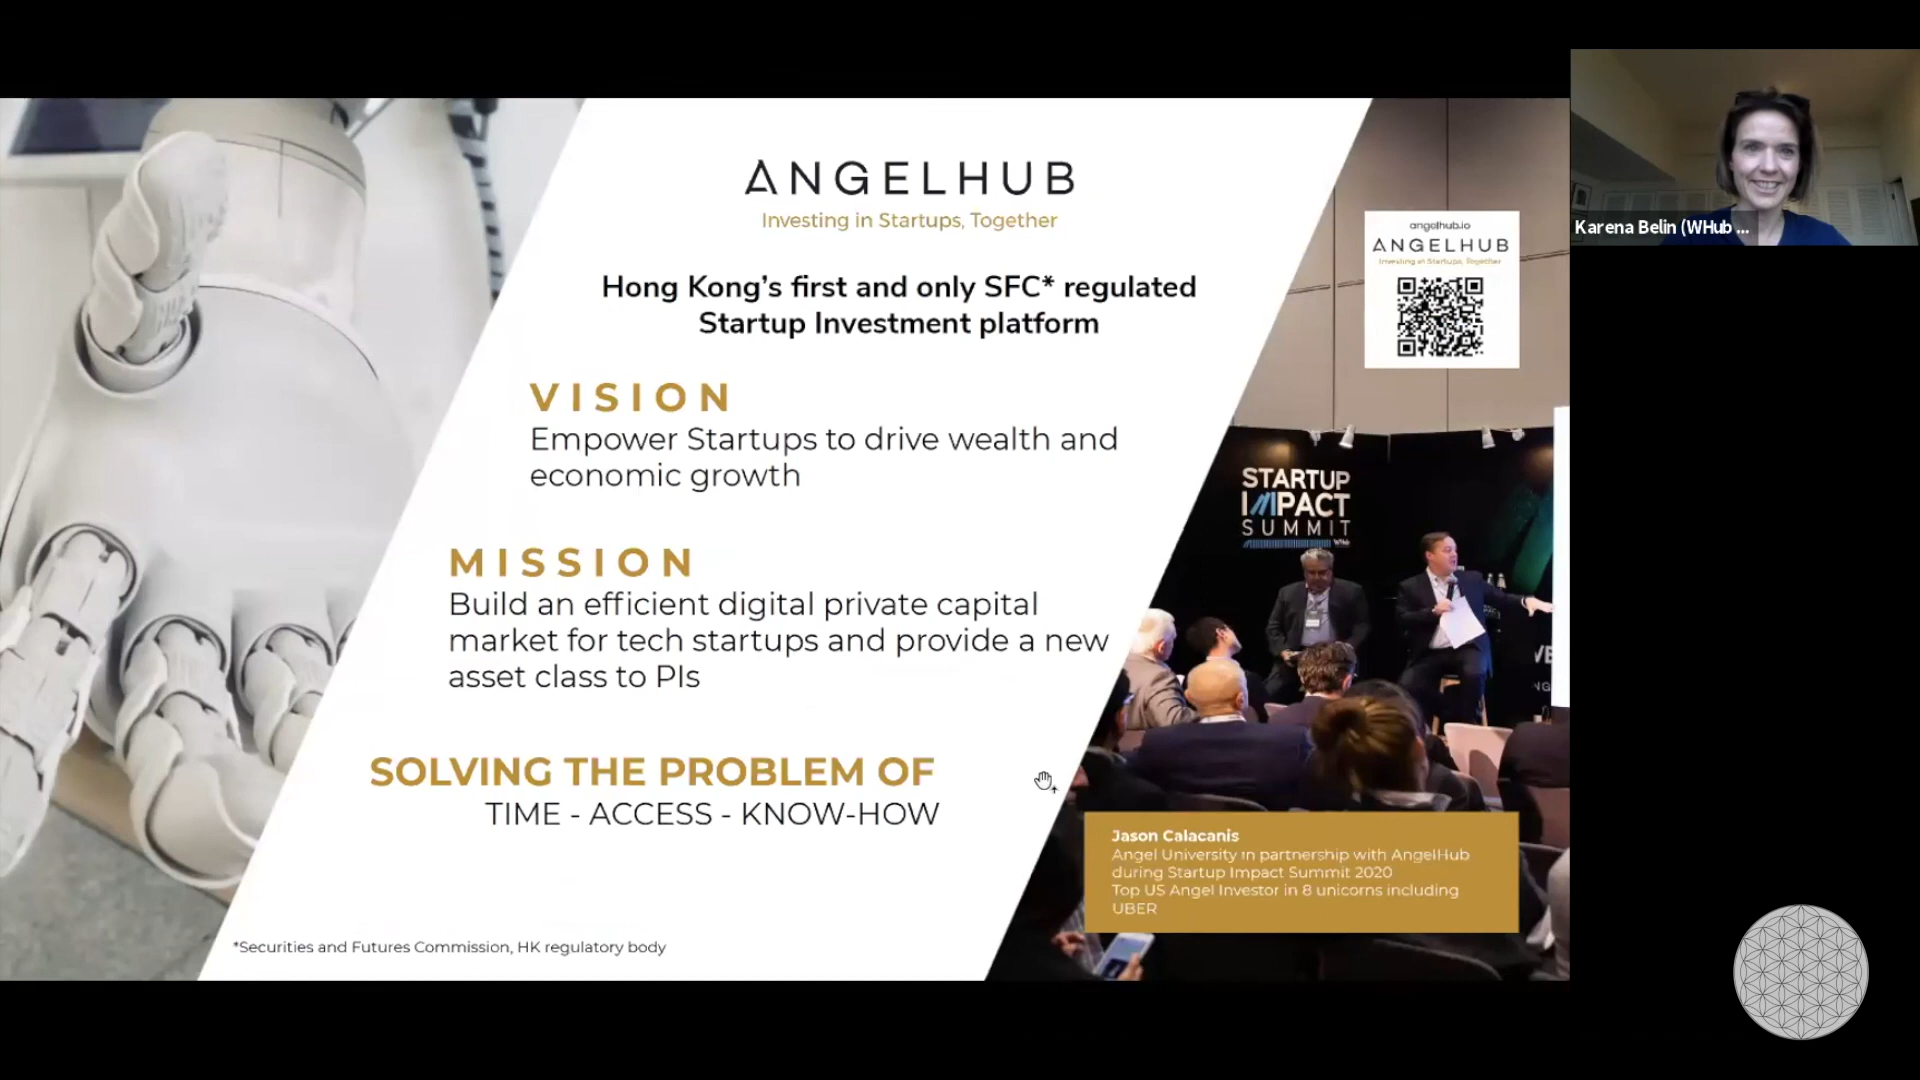 ANGELHUB
Investing in Startups, Together
Hong Kong's first and only SFC* regulated
Startup Investment platform
VISION
Empower Startups to drive wealth and
economic growth
MISSION
Build an efficient digital private capital
market for tech startups and provide a new
asset class to PIs
SOLVING THE PROBLEM OF
TIME - ACCESS - KNOW-HOW
*Securities and Futures Commission, HK regulatory body
angelhub.io
ANGELHUB
Investing in Startups, Together
STARTUP
IMPACT
SUMMIT
WHub
Jason Calacanis
Angel University in partnership with AngelHub
during Startup Impact Summit 2020
Top US Angel Investor in 8 unicorns including
UBER
Karena Belin (WHub ...